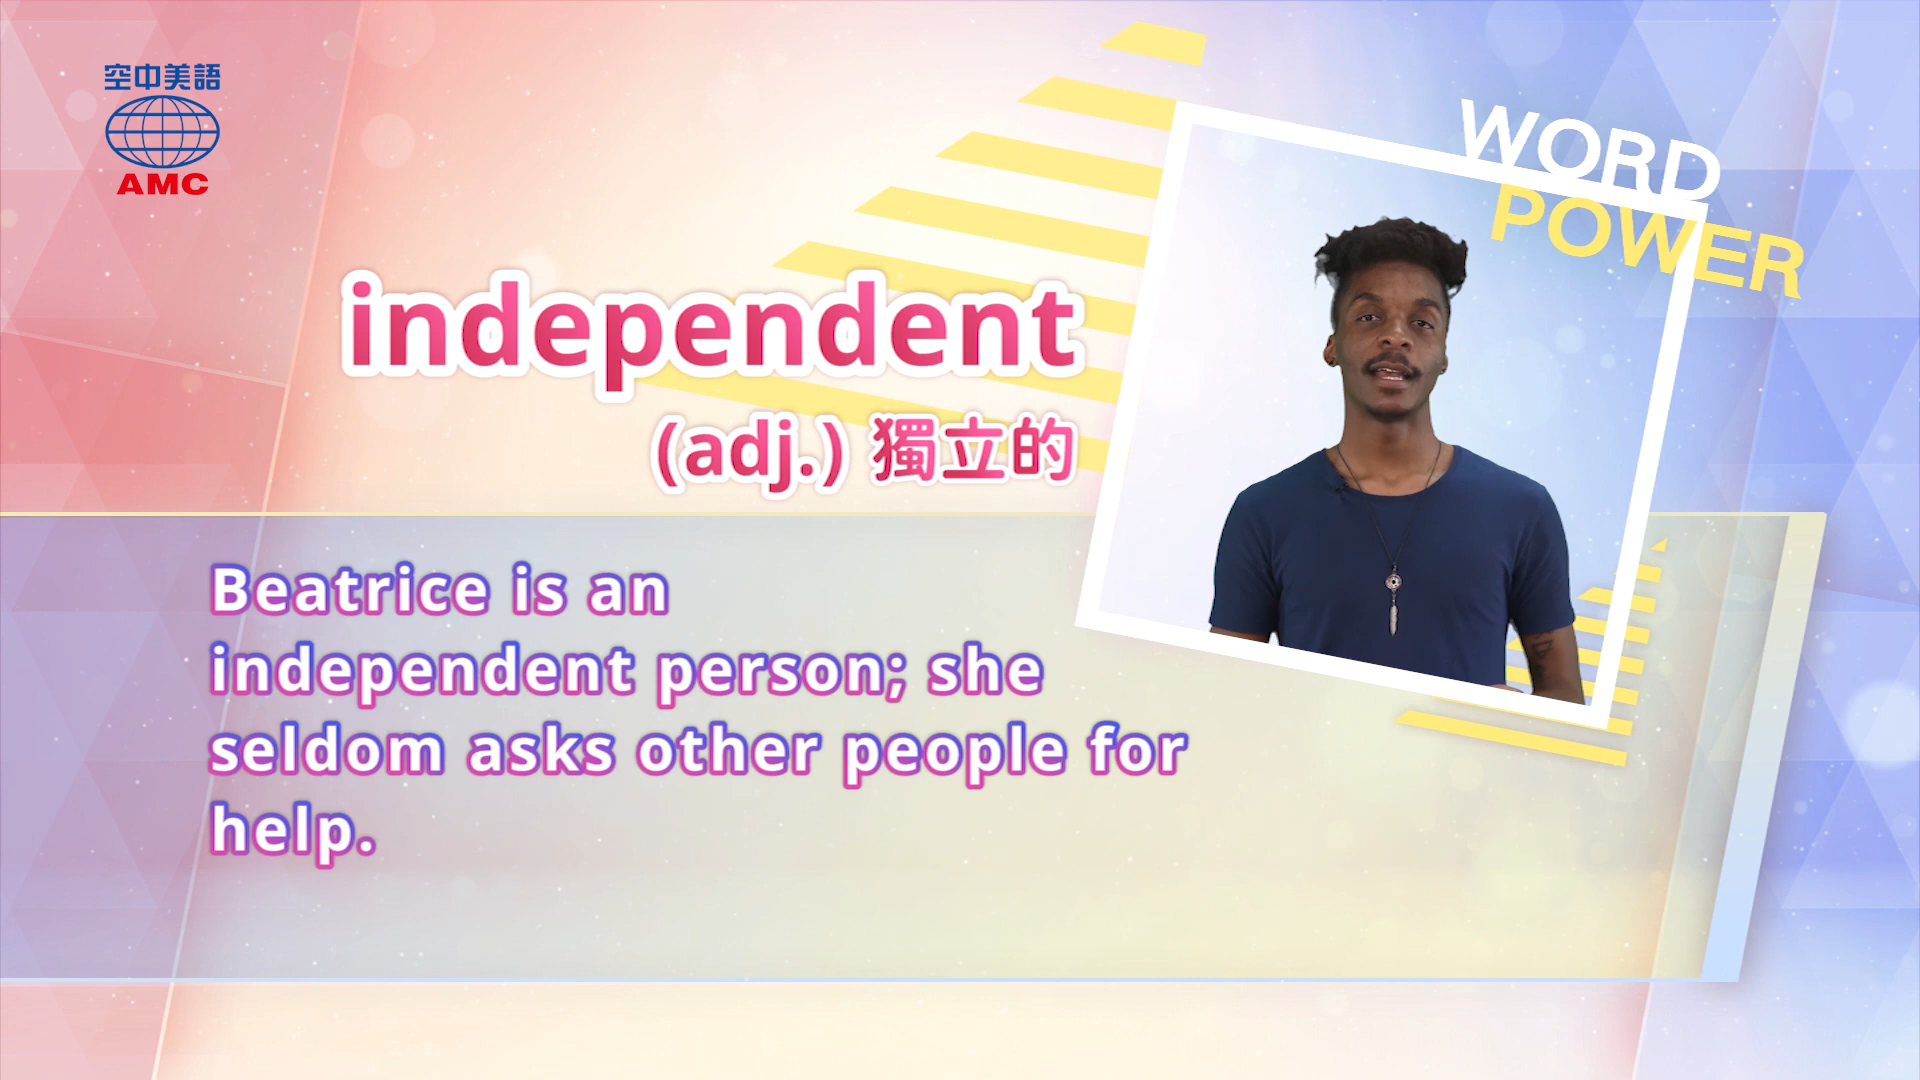 空中美語
AMC
WORD
POWER
independent
(adj.) 獨立的
Beatrice is an
independent person; she
seldom asks other people for
help.